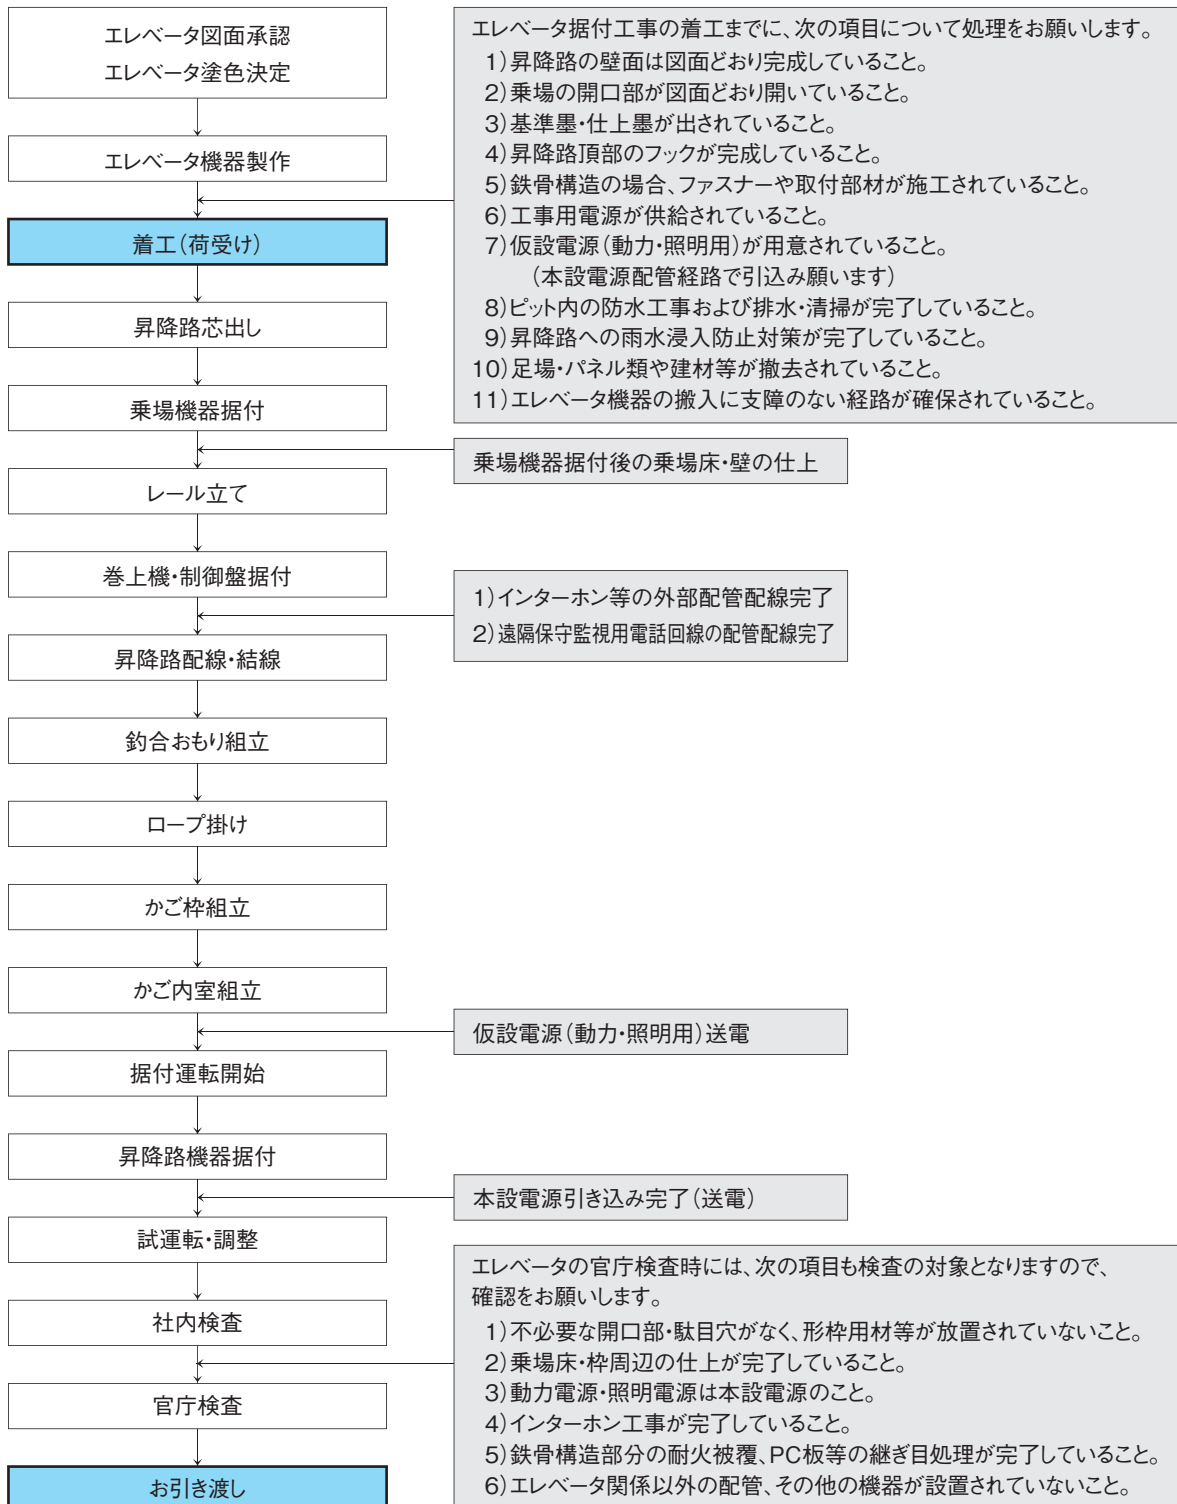 エレベータ図面承認
エレベータ塗色決定
エレベータ機器製作
着工(荷受け)
昇降路芯出し
乗場機器据付
レール立て
巻上機・制御盤据付
昇降路配線・結線
釣合おもり組立
ロープ掛け
かご枠組立
かご内室組立
据付運転開始
昇降路機器据付
試運転・調整
社内検査
官庁検査
お引き渡し
エレベータ据付工事の着工までに、次の項目について処理をお願いします。
1)昇降路の壁面は図面どおり完成していること。
2)乗場の開口部が図面どおり開いていること。
3)基準墨・仕上墨が出されていること。
4)昇降路頂部のフックが完成していること。
5)鉄骨構造の場合、ファスナーや取付部材が施工されていること。
6)工事用電源が供給されていること。
7)仮設電源(動力・照明用)が用意されていること。
(本設電源配管経路で引込み願います)
8)ピット内の防水工事および排水・清掃が完了していること。
9)昇降路への雨水浸入防止対策が完了していること。
10)足場・パネル類や建材等が撤去されていること。
11)エレベータ機器の搬入に支障のない経路が確保されていること。
乗場機器据付後の乗場床・壁の仕上
1)インターホン等の外部配管配線完了
2)遠隔保守監視用電話回線の配管配線完了
仮設電源(動力・照明用)送電
本設電源引き込み完了(送電)
エレベータの官庁検査時には、次の項目も検査の対象となりますので、
確認をお願いします。
1)不必要な開口部・駄目穴がなく、形枠用材等が放置されていないこと。
2)乗場床・枠周辺の仕上が完了していること。
3)動力電源・照明電源は本設電源のこと。
4)インターホン工事が完了していること。
5)鉄骨構造部分の耐火被覆、PC板等の継ぎ目処理が完了していること。
6)エレベータ関係以外の配管、その他の機器が設置されていないこと。